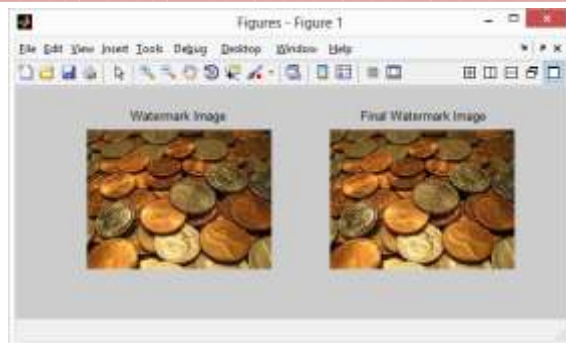 Figures - Figure 1
File Edit View Insert Tools Debug Desktop Window Help
Watermark Image
Final Watermark Image